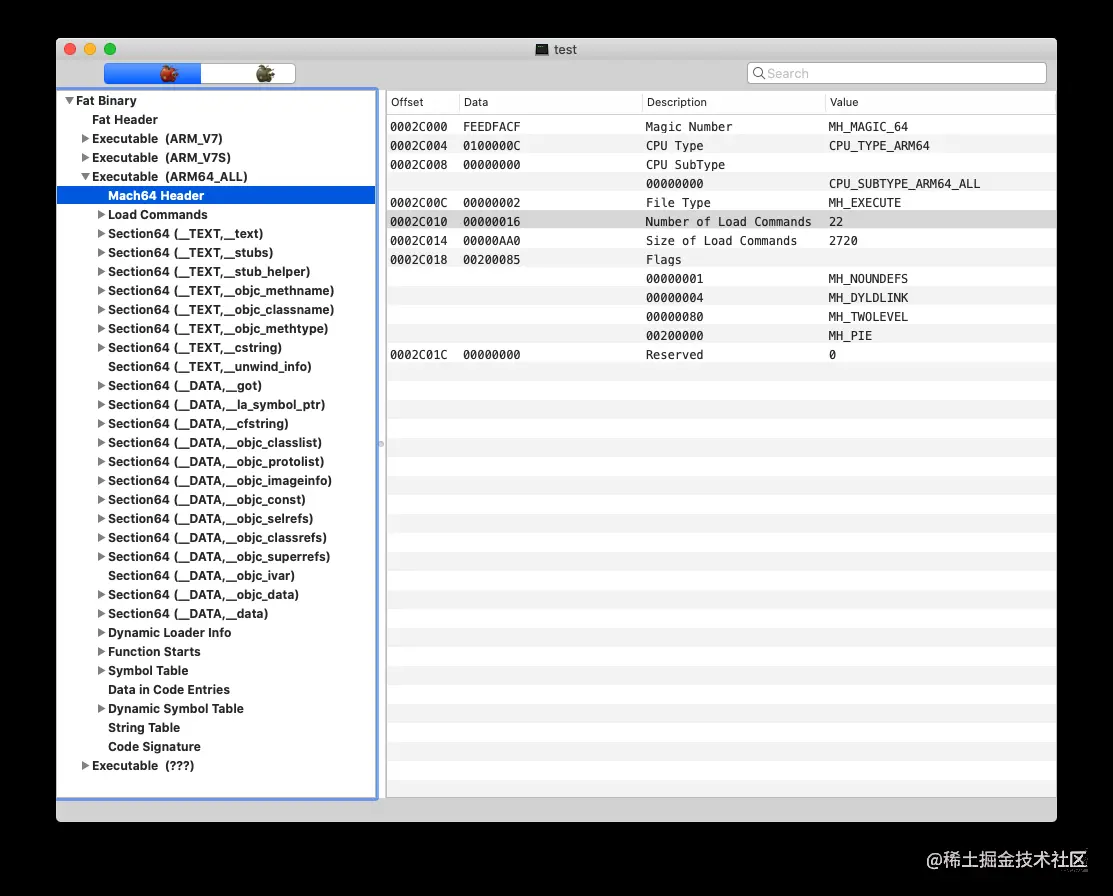 test
Search
Fat Binary
Fat Header
Executable (ARM_V7)
Executable (ARM_V7S)
Executable (ARM64_ALL)
Mach64 Header
Load Commands
Section64 (__TEXT,__text)
Section64 (__TEXT,__stubs)
Section64 (__TEXT,__stub_helper)
Section64 (__TEXT,__objc_methname)
Section64 (__TEXT,__objc_classname)
Section64 (__TEXT,__objc_methtype)
Section64 (__TEXT,__cstring)
Section64 (__TEXT,__unwind_info)
Section64 (__DATA,__got)
Section64 (__DATA,__la_symbol_ptr)
Section64 (__DATA,__cfstring)
Section64 (__DATA,__objc_classlist)
Section64 (__DATA,__objc_protolist)
Section64 (__DATA,__objc_imageinfo)
Section64 (__DATA,__objc_const)
Section64 (__DATA,__objc_selrefs)
Section64 (__DATA,__objc_classrefs)
Section64 (__DATA,__objc_superrefs)
Section64 (__DATA,__objc_ivar)
Section64 (__DATA,__objc_data)
Section64 (__DATA,__data)
Dynamic Loader Info
Function Starts
Symbol Table
Data in Code Entries
Dynamic Symbol Table
String Table
Code Signature
Executable (???)
Offset Data Description Value
0002C000 FEEDFACF Magic Number MH_MAGIC_64
0002C004 0100000C CPU Type CPU_TYPE_ARM64
0002C008 00000000 CPU SubType
00000000 CPU_SUBTYPE_ARM64_ALL
0002C00C 00000002 File Type MH_EXECUTE
0002C010 00000016 Number of Load Commands 22
0002C014 00000AA0 Size of Load Commands 2720
0002C018 00200085 Flags
00000001 MH_NOUNDEFS
00000004 MH_DYLDLINK
00000080 MH_TWOLEVEL
00200000 MH_PIE
0002C01C 00000000 Reserved 0
@稀土掘金技术社区